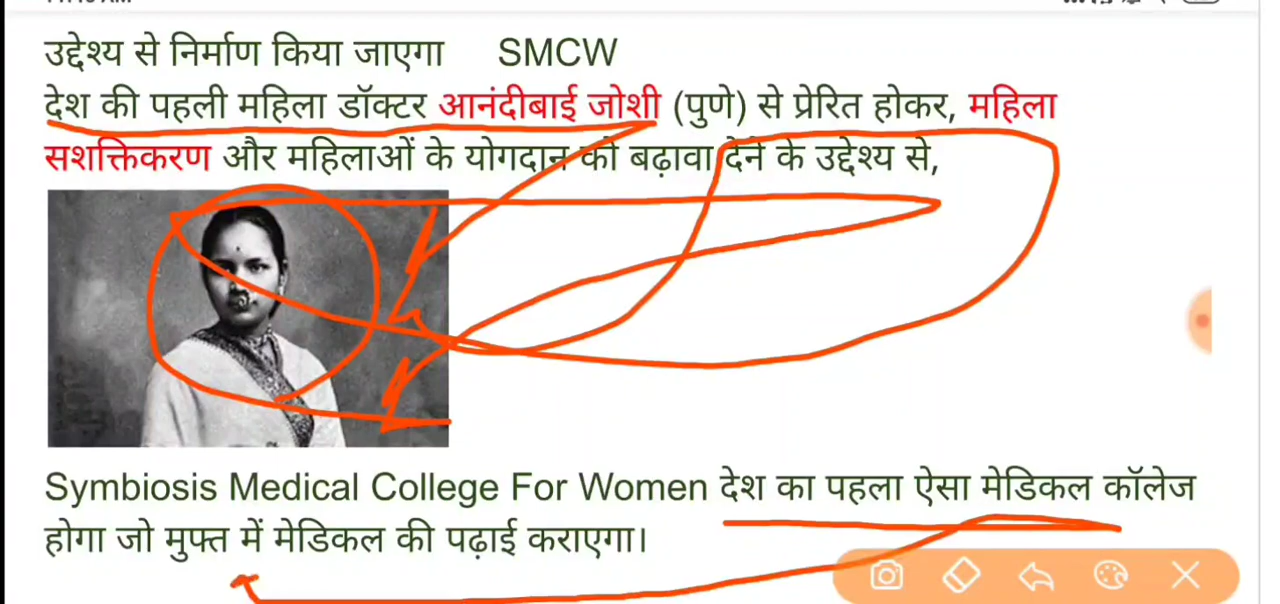 उद्देश्य से निर्माण किया जाएगा SMCW
देश की पहली महिला डॉक्टर आनंदीबाई जोशी (पुणे) से प्रेरित होकर, महिला
सशक्तिकरण और महिलाओं के योगदान को बढ़ावा देने के उद्देश्य से,
Symbiosis Medical College For Women देश का पहला ऐसा मेडिकल कॉलेज
होगा जो मुफ्त में मेडिकल की पढ़ाई कराएगा।